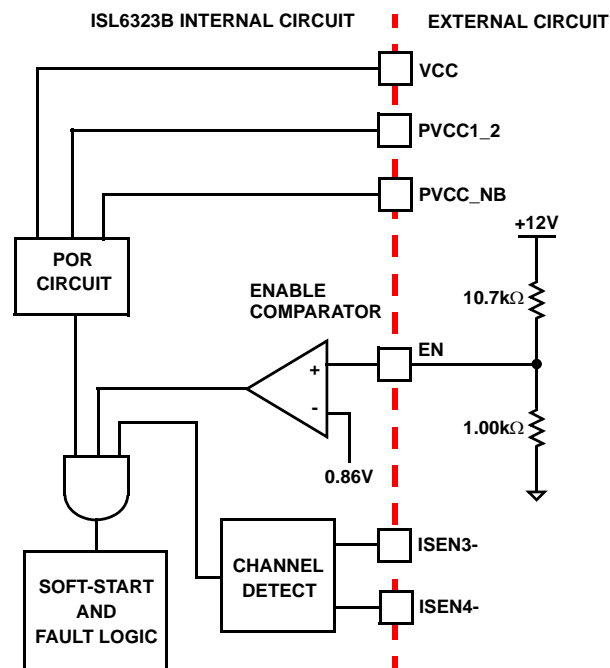 ISL6323B INTERNAL CIRCUIT
EXTERNAL CIRCUIT
VCC
PVCC1_2
PVCC_NB
+12V
POR
CIRCUIT
10.7kΩ
ENABLE
COMPARATOR
EN
+
-
1.00kΩ
0.86V
ISEN3-
CHANNEL
DETECT
ISEN4-
SOFT-START
AND
FAULT LOGIC